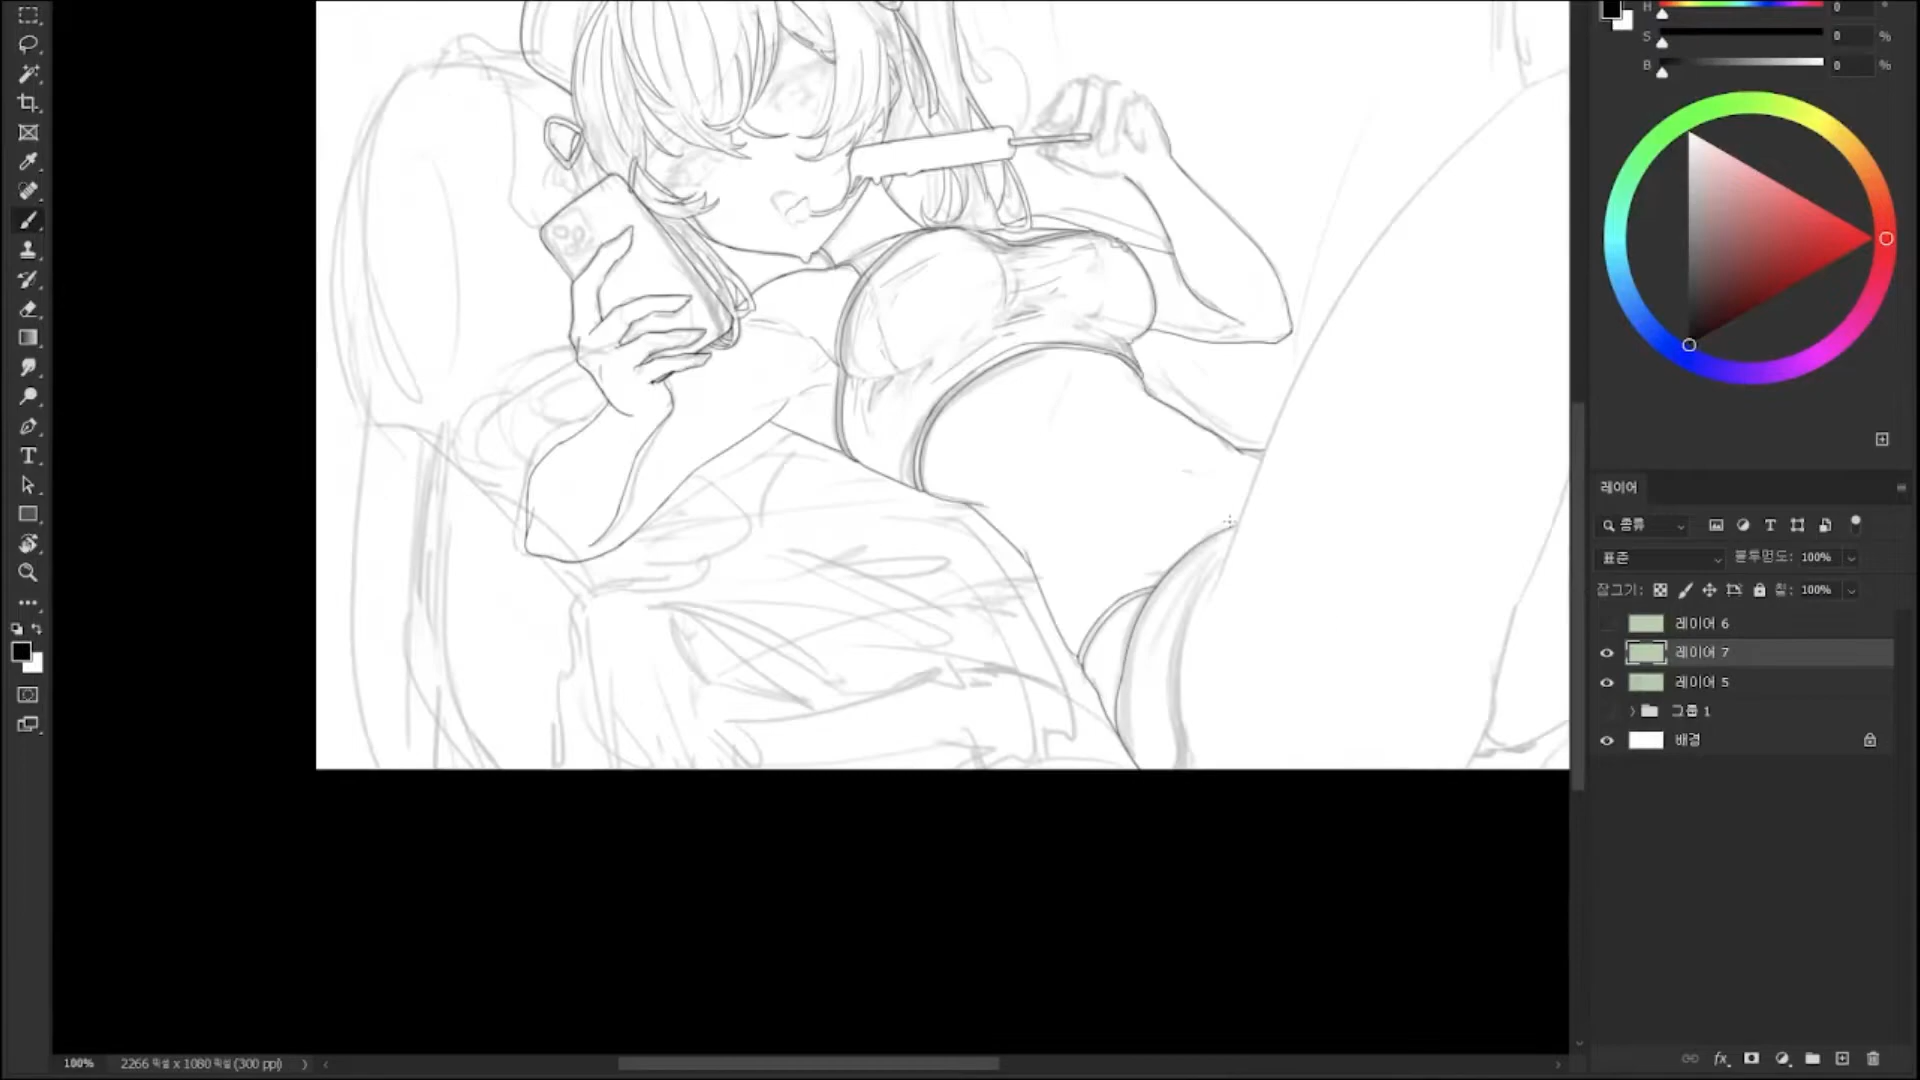 H 0 °
S 0 %
B 0 %
레이어
종류
표준 불투명도: 100%
잠그기: 칠: 100%
레이어 6
레이어 7
레이어 5
그룹 1
배경
T
T
fx
100% 2266 픽셀 x 1080 픽셀 (300 ppi)